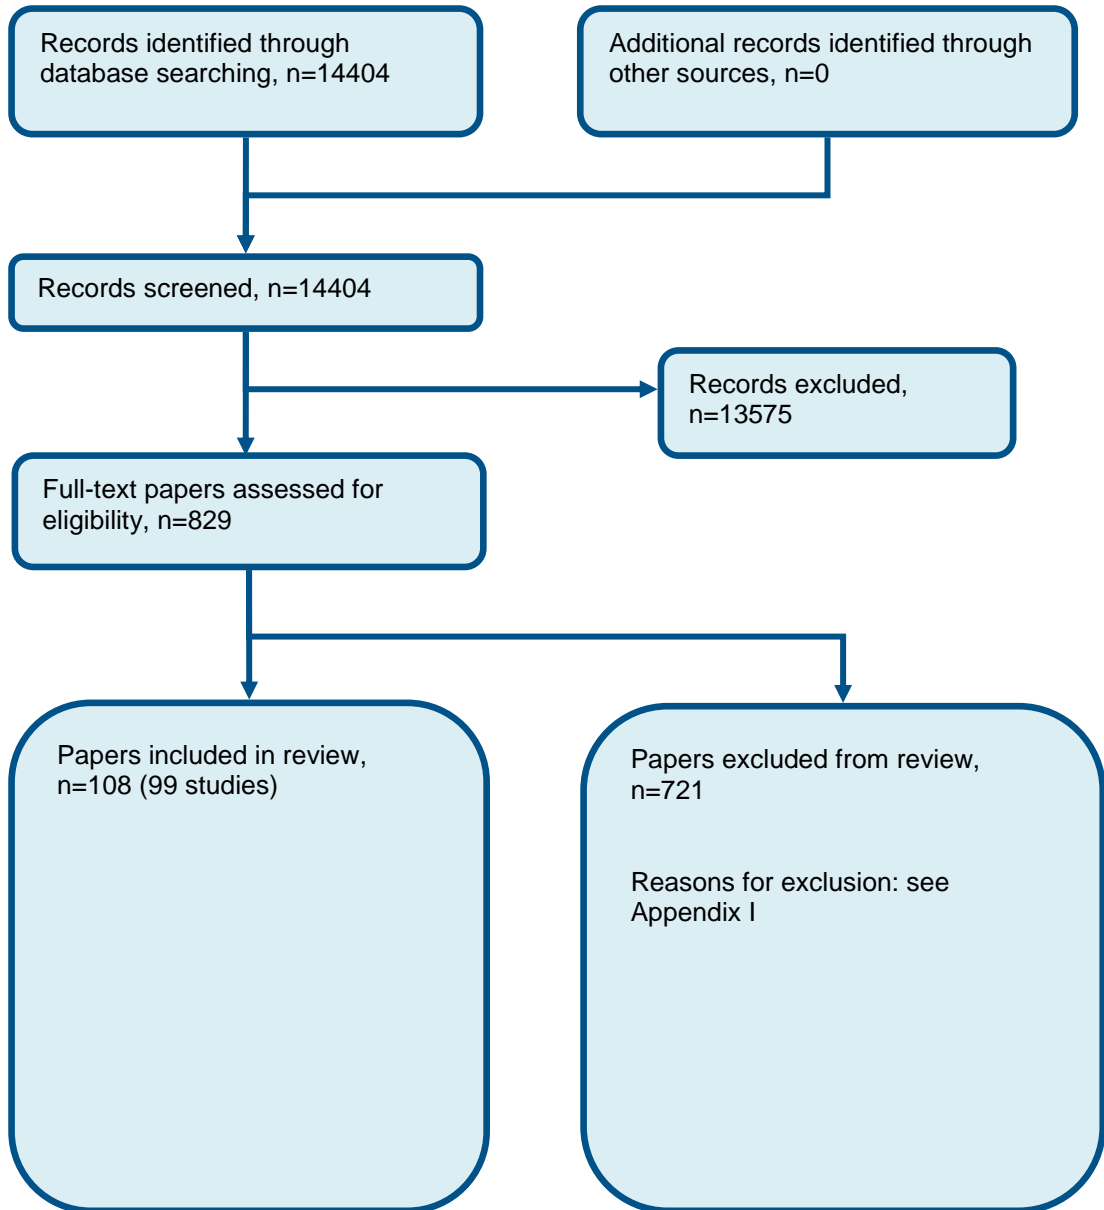 Records identified through
database searching, n=14404
Additional records identified through
other sources, n=0
Records screened, n=14404
Records excluded,
n=13575
Full-text papers assessed for
eligibility, n=829
Papers included in review,
n=108 (99 studies)
Papers excluded from review,
n=721
Reasons for exclusion: see
Appendix I